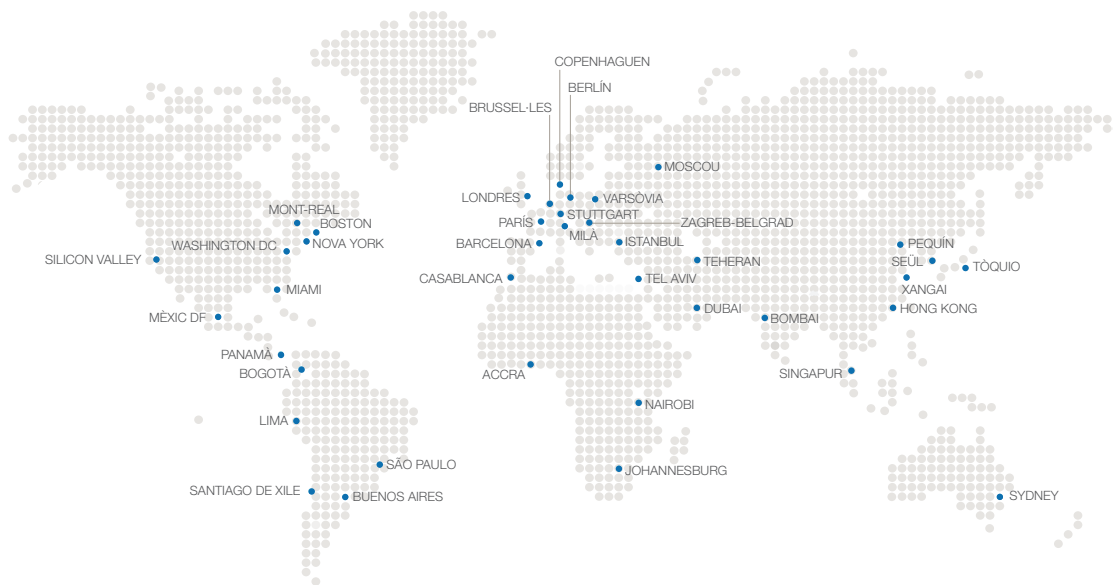 COPENHAGUEN
BERLÍN
BRUSSEL·LES
MOSCOU
LONDRES
VARSÒVIA
MONT-REAL
STUTTGART
BOSTON
PARÍS
ZAGREB-BELGRAD
MILÀ
WASHINGTON DC
NOVA YORK
BARCELONA
ISTANBUL
PEQUÍN
SILICON VALLEY
TEHERAN
SEÜL
TÒQUIO
CASABLANCA
TEL AVIV
XANGAI
MIAMI
DUBAI
HONG KONG
MÈXIC DF
BOMBAI
PANAMÀ
BOGOTÀ
ACCRA
SINGAPUR
NAIROBI
LIMA
SÃO PAULO
JOHANNESBURG
SANTIAGO DE XILE
BUENOS AIRES
SYDNEY